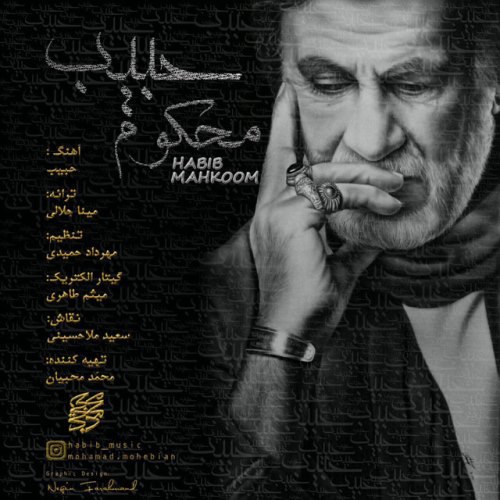 حبیب
محکوم
HABIB
MAHKOOM
آهنگ :
حبیب
ترانه:
مینا جلالی
تنظیم:
مهرداد حمیدی
گیتار الکتریک:
میثم طاهری
نقاش:
سعید ملاحسینی
تهیه کننده:
محمد محبیان
habib_music
mohamad.mohebian
Graphic Design:
Negin